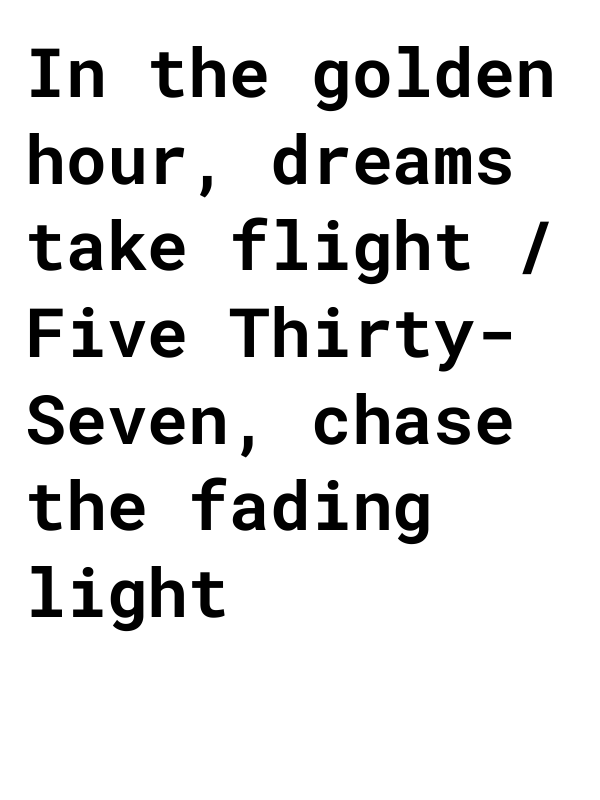 In the golden
hour, dreams
take flight /
Five Thirty-
Seven, chase
the fading
light